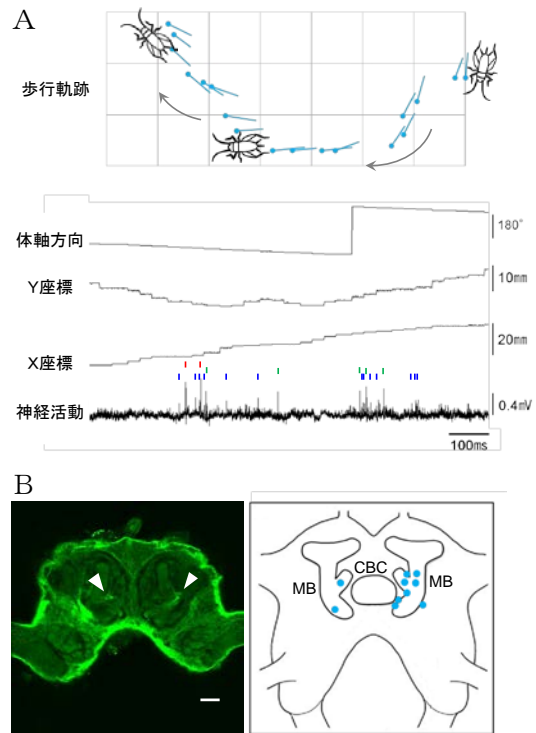 A
歩行軌跡
体軸方向
180°
Y座標
10mm
X座標
20mm
神経活動
0.4mV
100ms
B
CBC
MB
MB